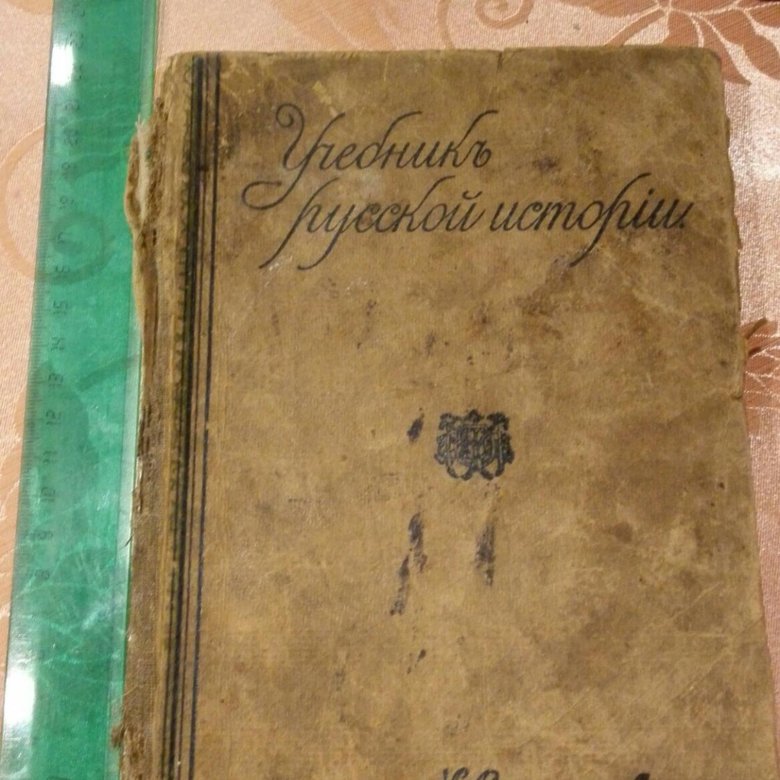 Учебникъ
русской исторіи.